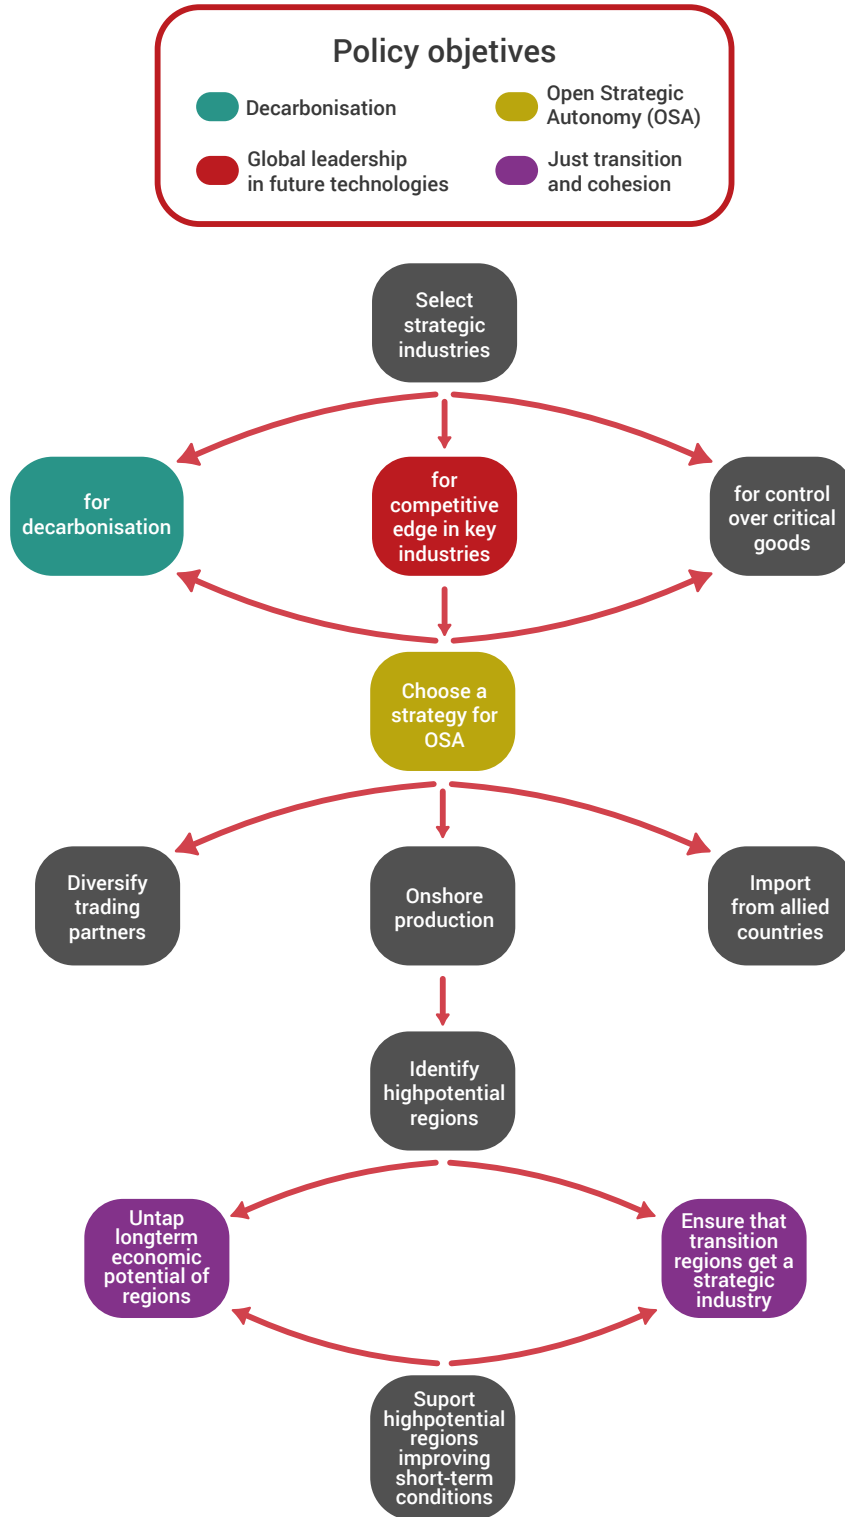 Policy objetives
Decarbonisation
Open Strategic
Autonomy (OSA)
Global leadership
in future technologies
Just transition
and cohesion
Select
strategic
industries
for
decarbonisation
for
competitive
edge in key
industries
for control
over critical
goods
Choose a
strategy for
OSA
Diversify
trading
partners
Onshore
production
Import
from allied
countries
Identify
highpotential
regions
Untap
longterm
economic
potential of
regions
Ensure that
transition
regions get a
strategic
industry
Suport
highpotential
regions
improving
short-term
conditions